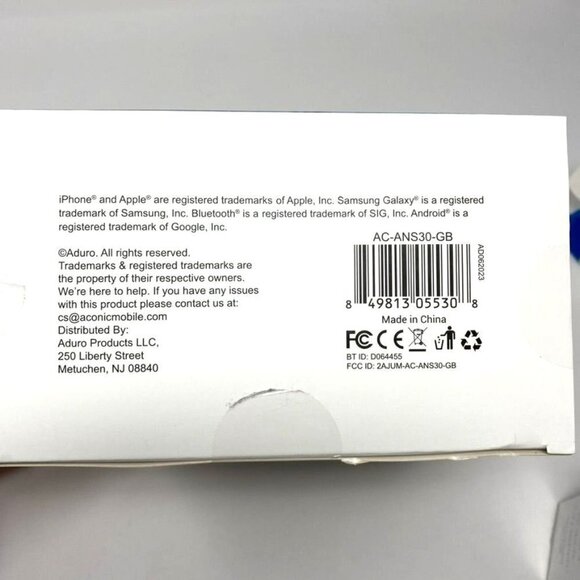 iPhone® and Apple® are registered trademarks of Apple, Inc. Samsung Galaxy® is a registered
trademark of Samsung, Inc. Bluetooth® is a registered trademark of SIG, Inc. Android® is a
registered trademark of Google, Inc.
©Aduro. All rights reserved.
Trademarks & registered trademarks are
the property of their respective owners.
We're here to help. If you have any issues
with this product please contact us at:
cs@aconicmobile.com
Distributed By:
Aduro Products LLC,
250 Liberty Street
Metuchen, NJ 08840
AC-ANS30-GB
AD062023
8 49813 05530 8
Made in China
FC CE
BT ID: D064455
FCC ID: 2AJUM-AC-ANS30-GB